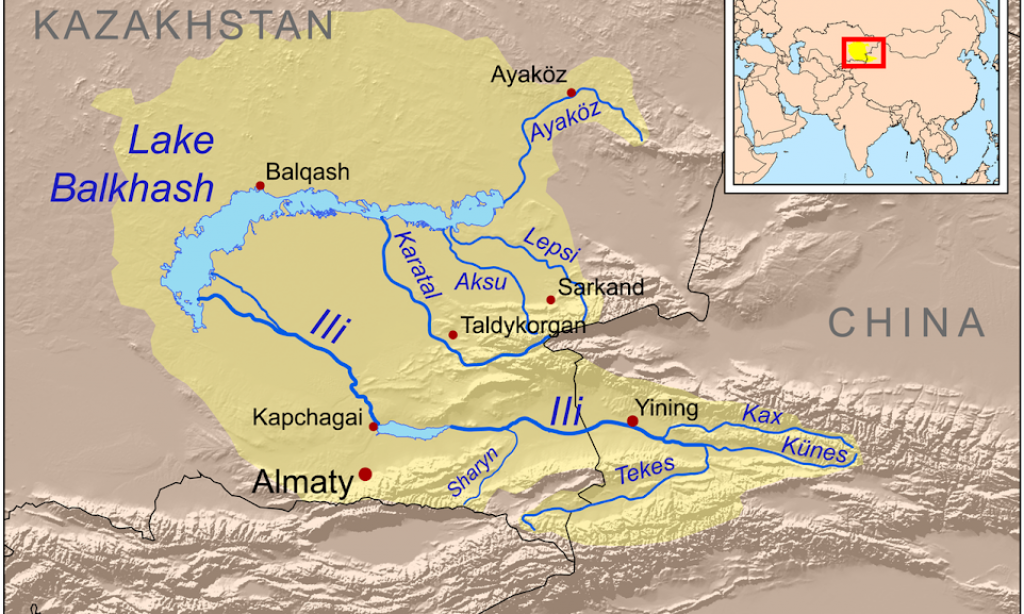 KAZAKHSTAN
Ayaköz
Ayaköz
Lake
Balkhash
Balqash
Karatal
Lepsi
Aksu
Sarkand
Ili
Taldykorgan
CHINA
Kapchagai
Ili
Yining
Kax
Künes
Sharyn
Tekes
Almaty